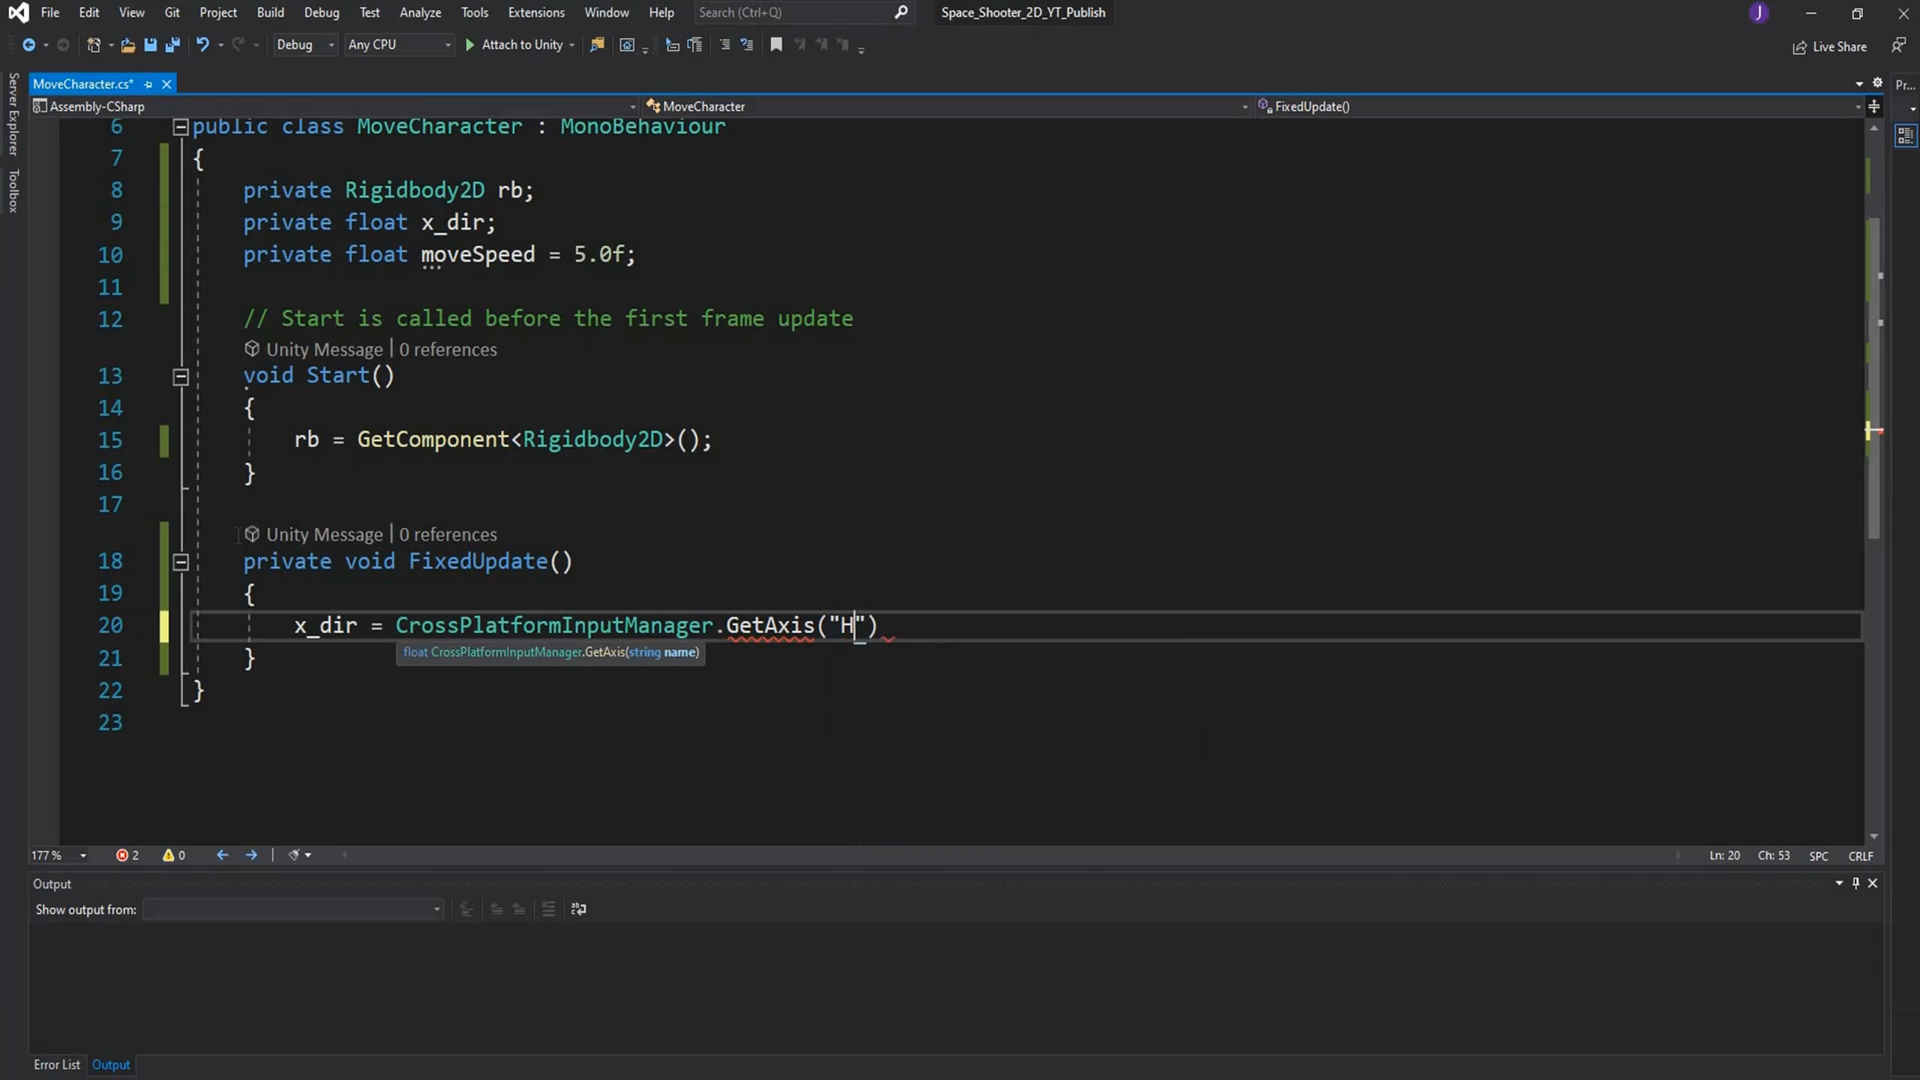 File Edit View Git Project Build Debug Test Analyze Tools Extensions Window Help Search (Ctrl+Q) Space_Shooter_2D_YT_Publish J
Debug Any CPU Attach to Unity Live Share
Server Explorer
Toolbox
MoveCharacter.cs* Pr...
Assembly-CSharp MoveCharacter FixedUpdate()
6 public class MoveCharacter : MonoBehaviour
7 {
8 private Rigidbody2D rb;
9 private float x_dir;
10 private float moveSpeed = 5.0f;
11
12 // Start is called before the first frame update
Unity Message | 0 references
13 void Start()
14 {
15 rb = GetComponent<Rigidbody2D>();
16 }
17
Unity Message | 0 references
18 private void FixedUpdate()
19 {
20 x_dir = CrossPlatformInputManager.GetAxis("H")
float CrossPlatformInputManager.GetAxis(string name)
21 }
22 }
23
177 % 2 0 Ln: 20 Ch: 53 SPC CRLF
Output
Show output from:
Error List Output